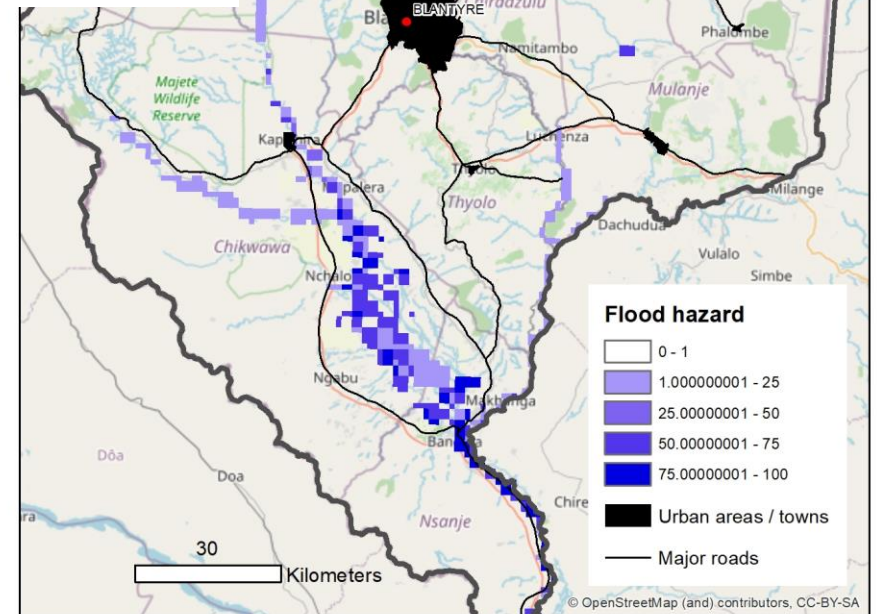 BLANTYRE
Phalombe
Namitambo
Majete
Wildlife
Reserve
Mulanje
Luchenza
Thyolo
Milange
Dachudua
Chikwawa
Vulalo
Simbe
Nchalo
Flood hazard
0 - 1
1.000000001 - 25
25.00000001 - 50
50.00000001 - 75
75.00000001 - 100
Urban areas / towns
Major roads
Ngabu
Makhanga
Dôa
Doa
Chire
Nsanje
30
Kilometers
© OpenStreetMap (and) contributors, CC-BY-SA